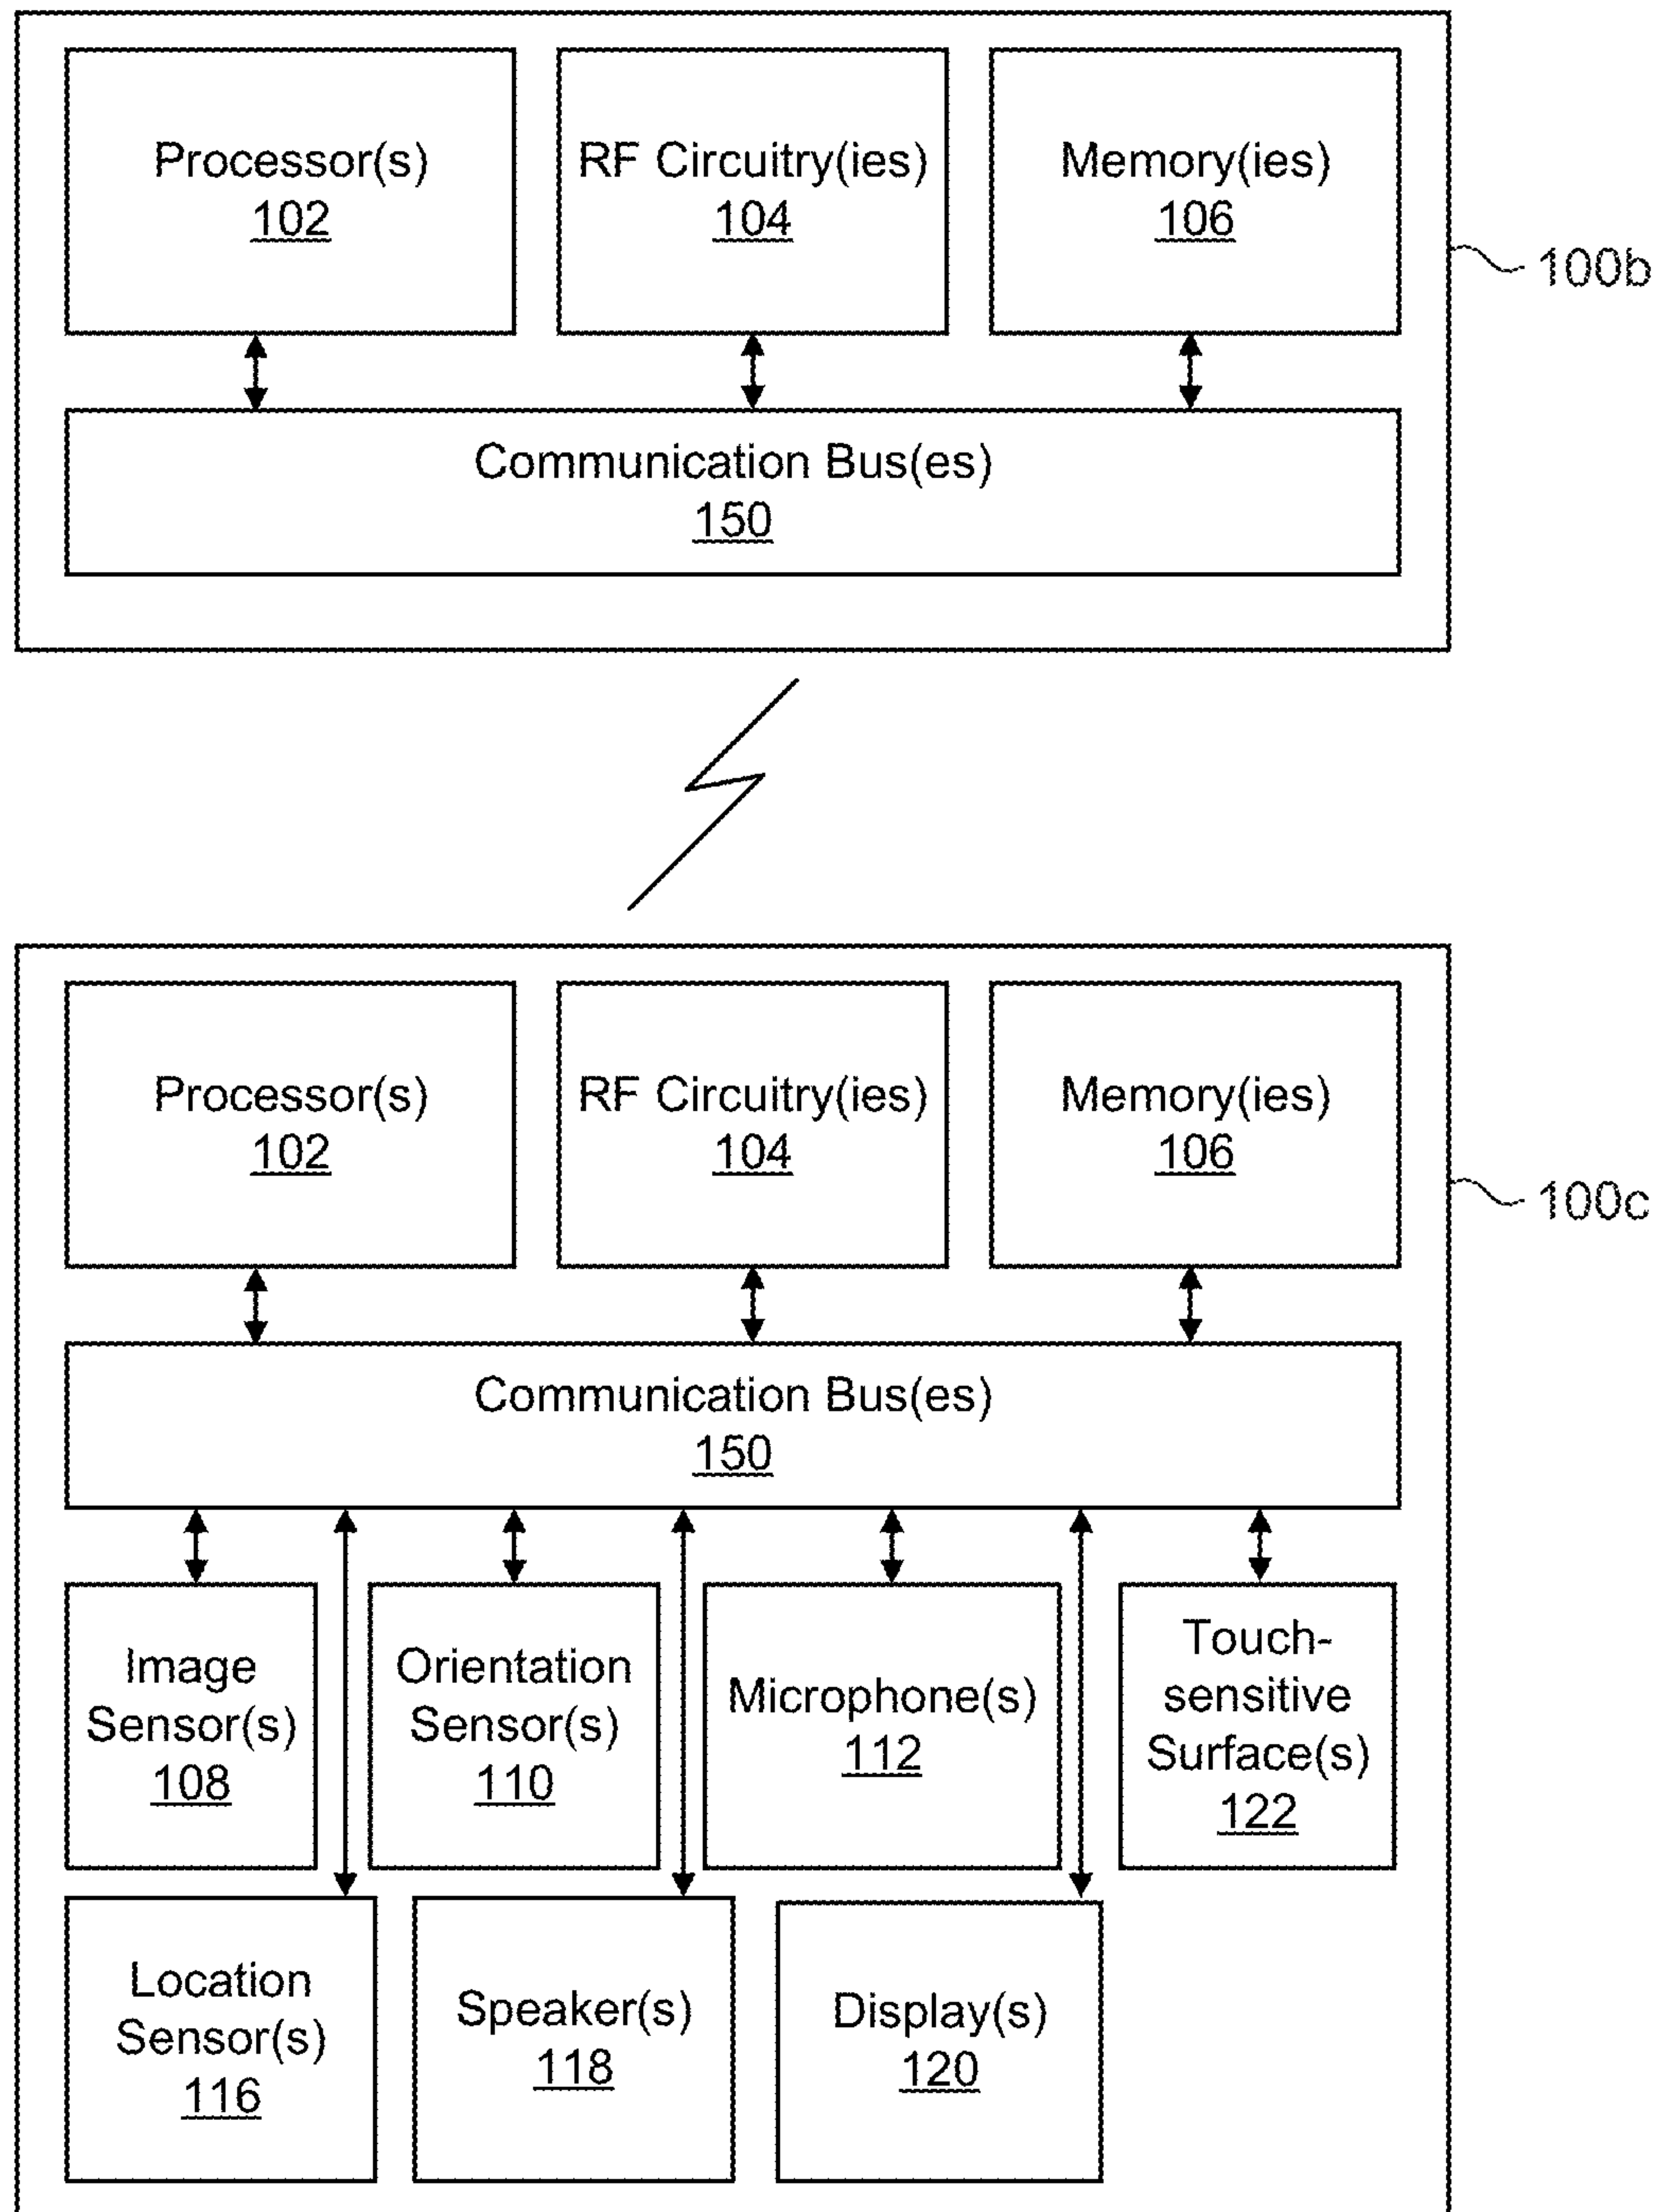 Processor(s)
102
RF Circuitry(ies)
104
Memory(ies)
106
100b
Communication Bus(es)
150
Processor(s)
102
RF Circuitry(ies)
104
Memory(ies)
106
100c
Communication Bus(es)
150
Image
Sensor(s)
108
Orientation
Sensor(s)
110
Microphone(s)
112
Touch-
sensitive
Surface(s)
122
Location
Sensor(s)
116
Speaker(s)
118
Display(s)
120